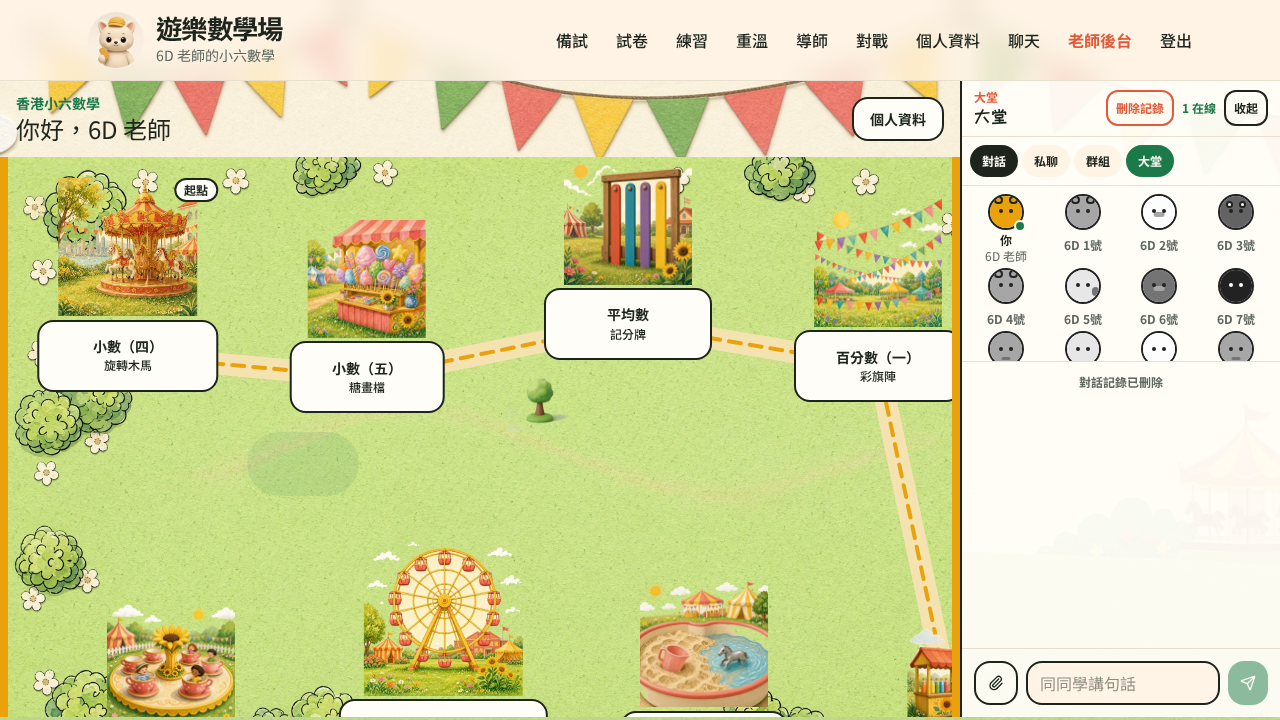 遊樂數學場
6D 老師的小六數學
備試
試卷
練習
重溫
導師
對戰
個人資料
聊天
老師後台
登出
香港小六數學
你好，6D 老師
個人資料
起點
小數（四）
旋轉木馬
小數（五）
糖畫檔
平均數
記分牌
百分數（一）
彩旗陣
大堂
大堂
刪除記錄
1 在線
收起
對話
私聊
群組
大堂
你
6D 老師
6D 1號
6D 2號
6D 3號
6D 4號
6D 5號
6D 6號
6D 7號
對話記錄已刪除
同同學講句話